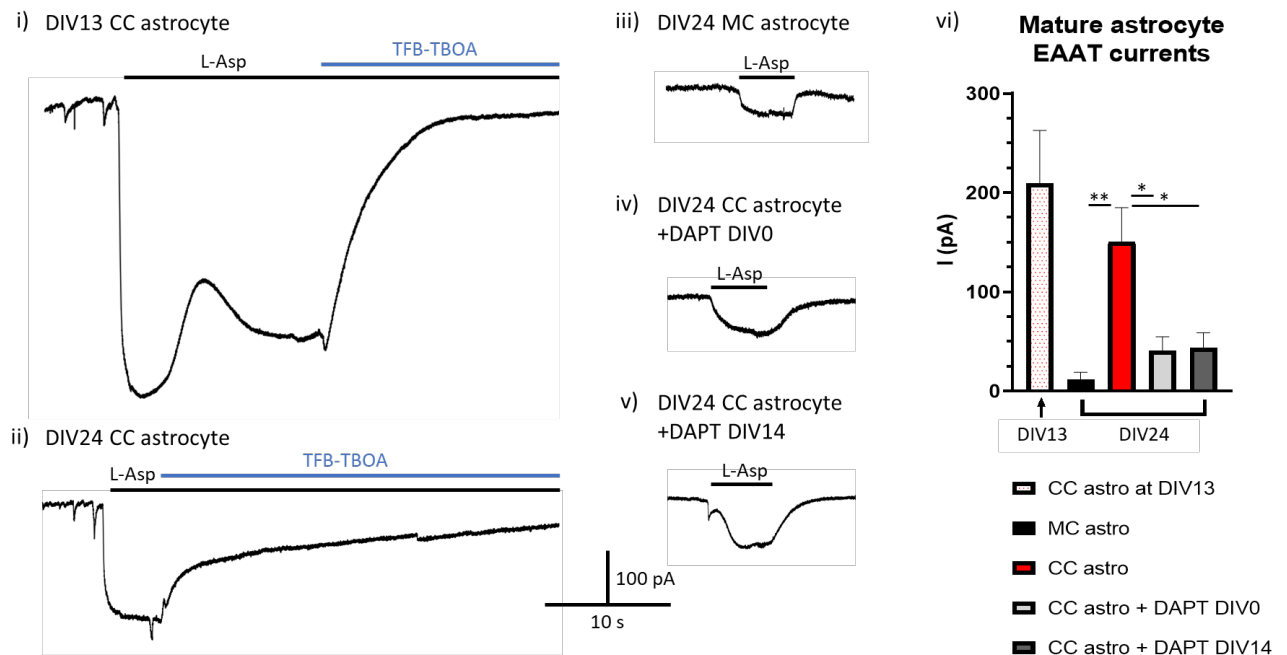 i) DIV13 CC astrocyte
TFB-TBOA
L-Asp
ii) DIV24 CC astrocyte
TFB-TBOA
L-Asp
100 pA
10 s
iii) DIV24 MC astrocyte
L-Asp
iv) DIV24 CC astrocyte
+DAPT DIV0
L-Asp
v) DIV24 CC astrocyte
+DAPT DIV14
L-Asp
vi) Mature astrocyte
EAAT currents
I (pA)
300
200
100
0
** * *
DIV13 DIV24
CC astro at DIV13
MC astro
CC astro
CC astro + DAPT DIV0
CC astro + DAPT DIV14